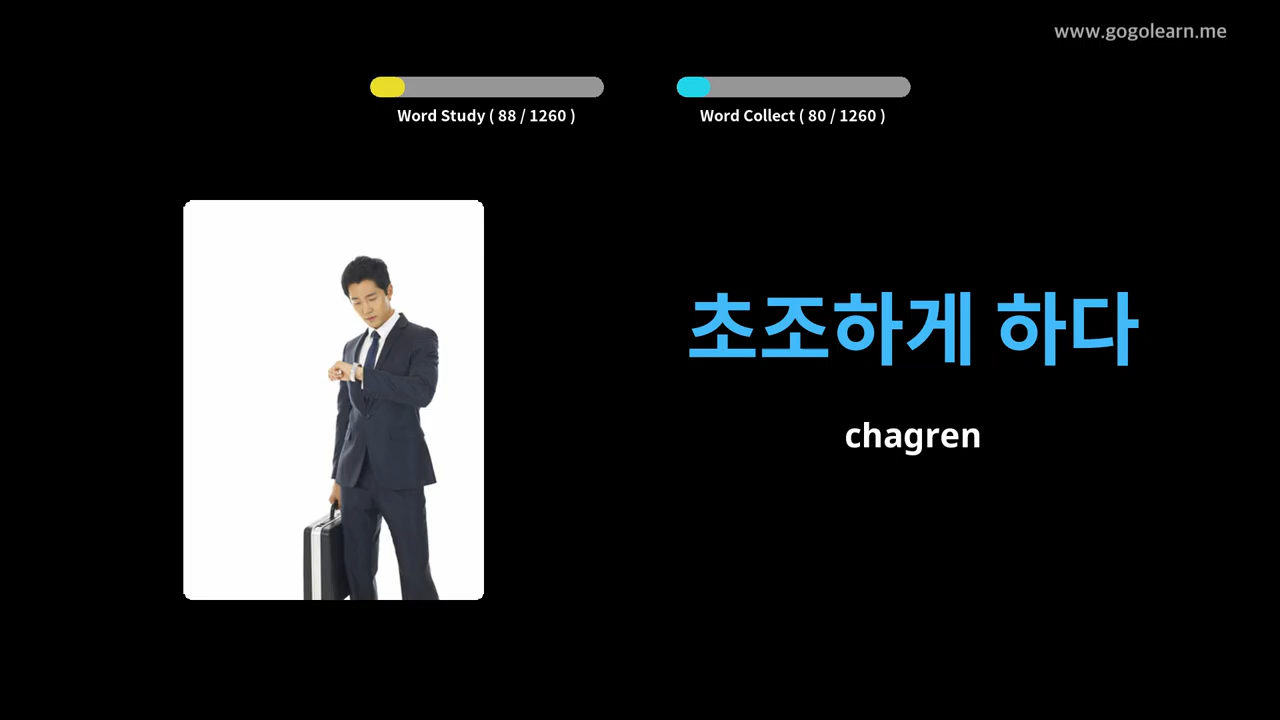 www.gogolearn.me
Word Study ( 88 / 1260 )
Word Collect ( 80 / 1260 )
초조하게 하다
chagren